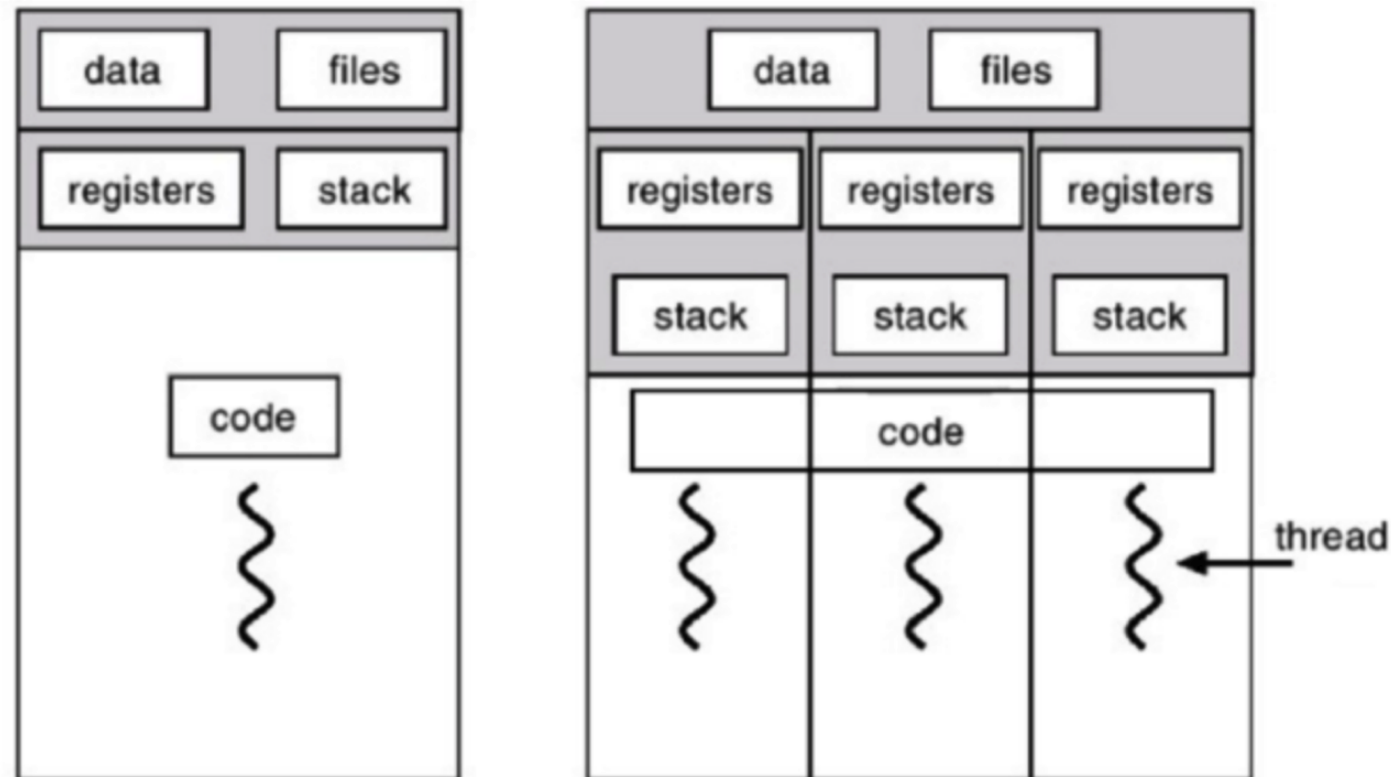 data files
registers stack
code
data files
registers registers registers
stack stack stack
code
thread